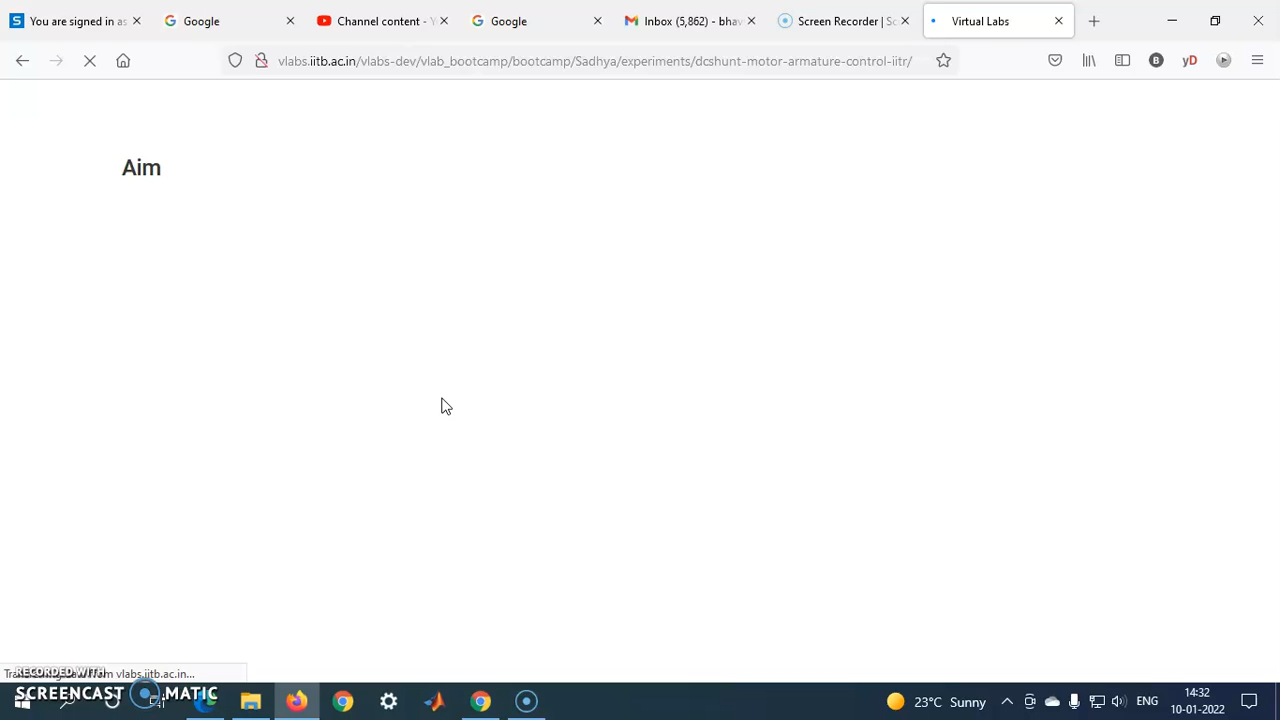 You are signed in as
Google
Channel content - Y
Google
Inbox (5,862) - bhav
Screen Recorder | Sc
Virtual Labs
vlabs.iitb.ac.in/vlabs-dev/vlab_bootcamp/bootcamp/Sadhya/experiments/dcshunt-motor-armature-control-iitr/
B
yD
Aim
vlabs.iitb.ac.in...
RECORDED WITH
SCREENCAST MATIC
23°C Sunny
ENG
14:32
10-01-2022